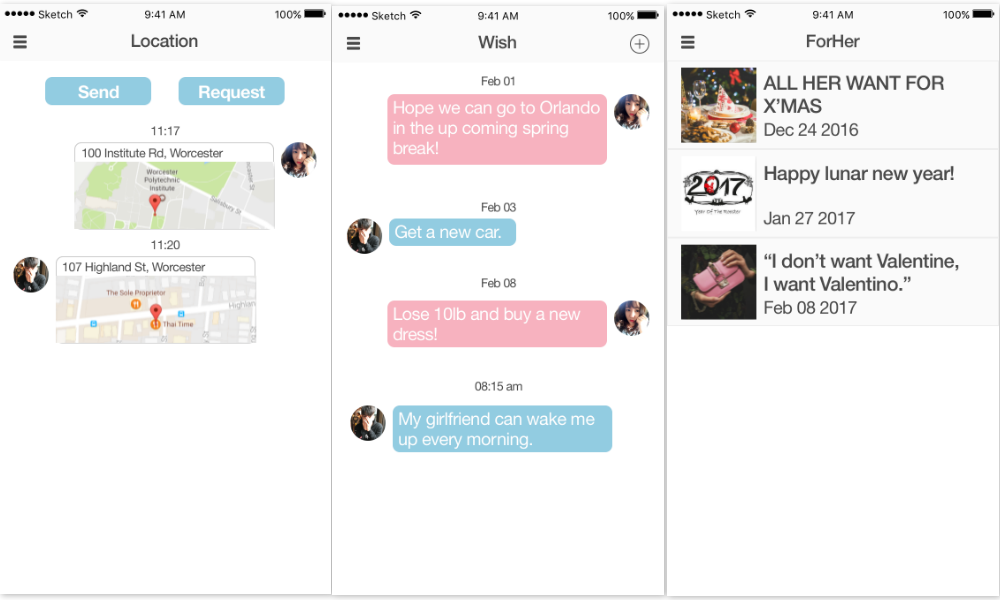 Sketch 9:41 AM 100%
Location
Send Request
11:17
100 Institute Rd, Worcester
Worcester
Polytechnic
Institute
Salisbury St
11:20
107 Highland St, Worcester
The Sole Proprietor
Highlan
Thai Time
Sketch 9:41 AM 100%
Wish
Feb 01
Hope we can go to Orlando
in the up coming spring
break!
Feb 03
Get a new car.
Feb 08
Lose 10lb and buy a new
dress!
08:15 am
My girlfriend can wake me
up every morning.
Sketch 9:41 AM 100%
ForHer
ALL HER WANT FOR
X’MAS
Dec 24 2016
2017
Year Of The Rooster
Happy lunar new year!
Jan 27 2017
“I don’t want Valentine,
I want Valentino.”
Feb 08 2017